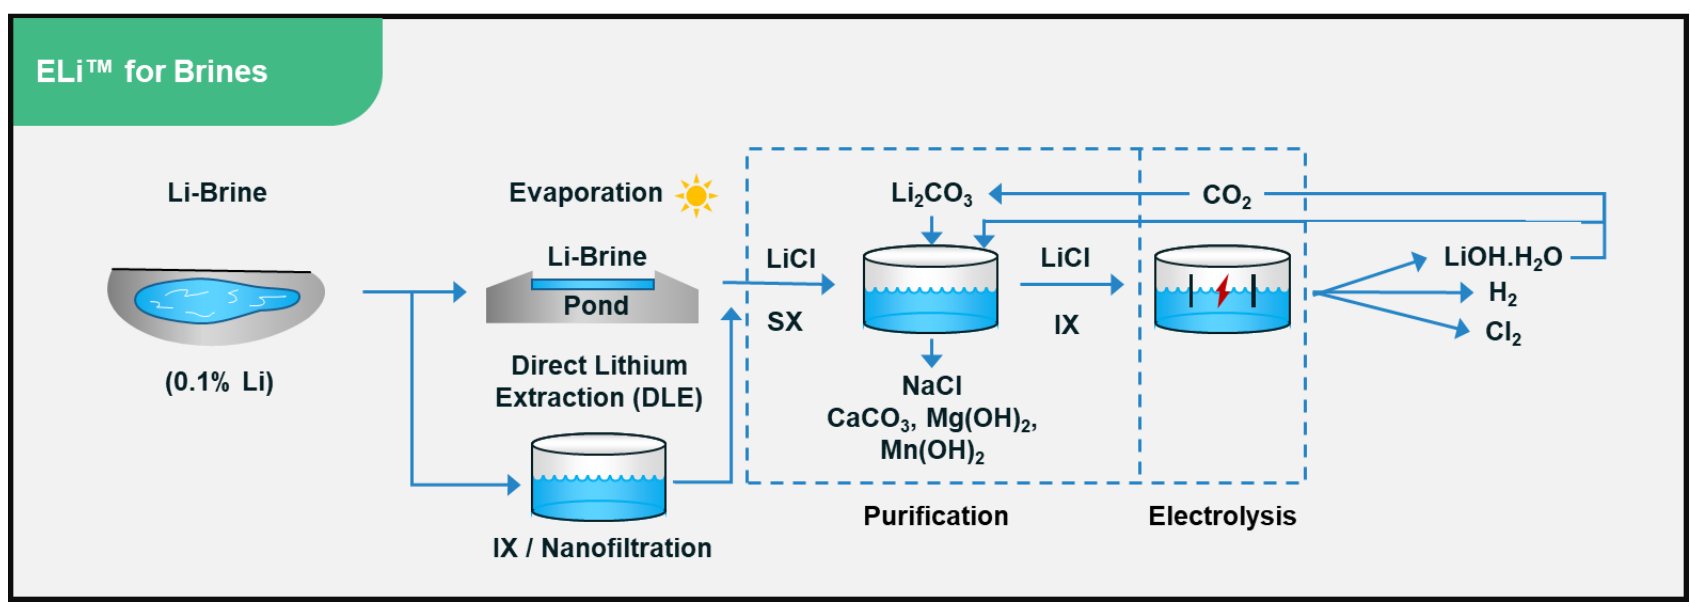 ELi™ for Brines
Li-Brine
(0.1% Li)
Evaporation
Li-Brine
Pond
Direct Lithium
Extraction (DLE)
IX / Nanofiltration
LiCl
SX
Li₂CO₃
CO₂
NaCl
CaCO₃, Mg(OH)₂,
Mn(OH)₂
LiCl
IX
LiOH.H₂O
H₂
Cl₂
Purification
Electrolysis